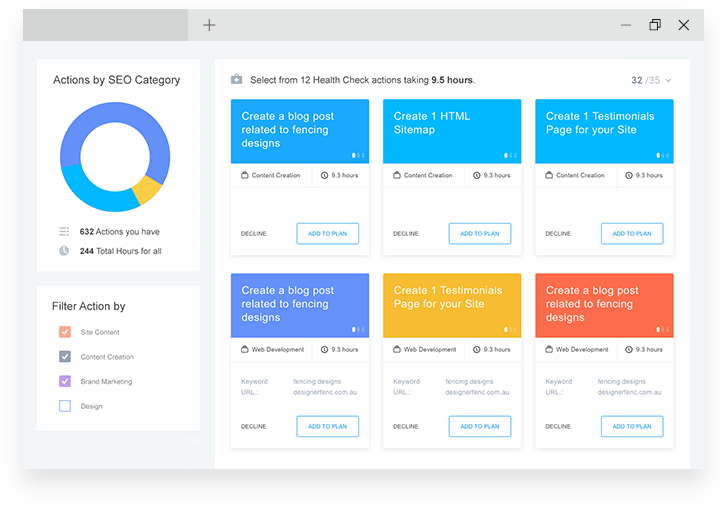 Actions by SEO Category
632 Actions you have
244 Total Hours for all
Filter Action by
Site Content
Content Creation
Brand Marketing
Design
Select from 12 Health Check actions taking 9.5 hours.
32 /35
Create a blog post
related to fencing
designs
Content Creation
9.3 hours
DECLINE
ADD TO PLAN
Create 1 HTML
Sitemap
Content Creation
9.3 hours
DECLINE
ADD TO PLAN
Create 1 Testimonials
Page for your Site
Content Creation
9.3 hours
DECLINE
ADD TO PLAN
Create a blog post
related to fencing
designs
Web Development
9.3 hours
Keyword fencing designs
URL.: designerfenc.com.au
DECLINE
ADD TO PLAN
Create 1 Testimonials
Page for your Site
Web Development
9.3 hours
Keyword fencing designs
URL.: designerfenc.com.au
DECLINE
ADD TO PLAN
Create a blog post
related to fencing
designs
Web Development
9.3 hours
Keyword fencing designs
URL.: designerfenc.com.au
DECLINE
ADD TO PLAN